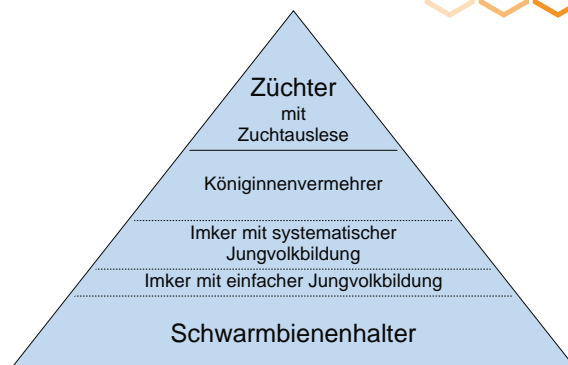 Züchter
mit
Zuchtauslese
Königinnenvermehrer
Imker mit systematischer
Jungvolkbildung
Imker mit einfacher Jungvolkbildung
Schwarmbienenhalter